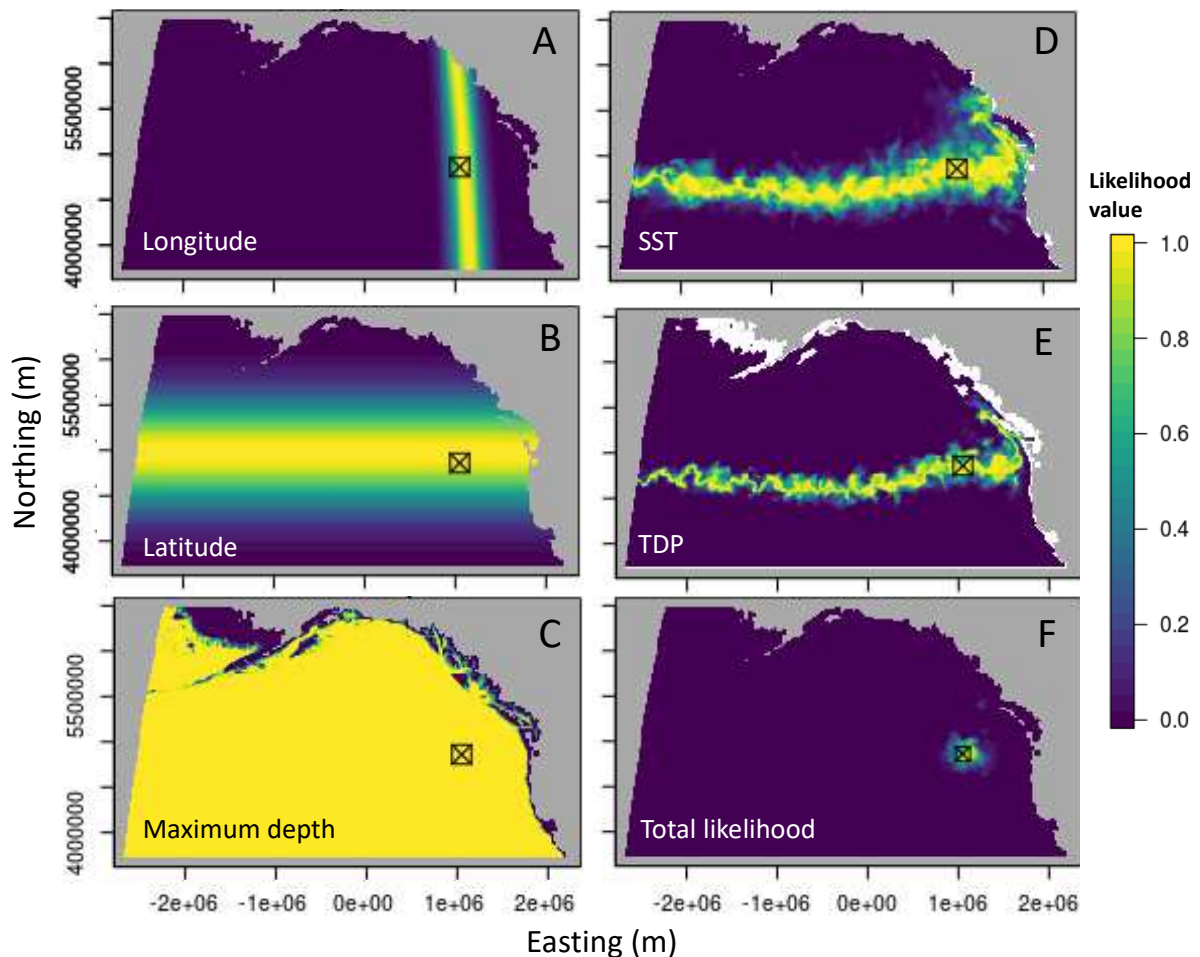 A
Longitude
4000000
5500000
D
SST
B
Latitude
4000000
5500000
E
TDP
C
Maximum depth
4000000
5500000
F
Total likelihood
-2e+06
-1e+06
0e+00
1e+06
2e+06
-2e+06
-1e+06
0e+00
1e+06
2e+06
Northing (m)
Easting (m)
Likelihood
value
1.0
0.8
0.6
0.4
0.2
0.0